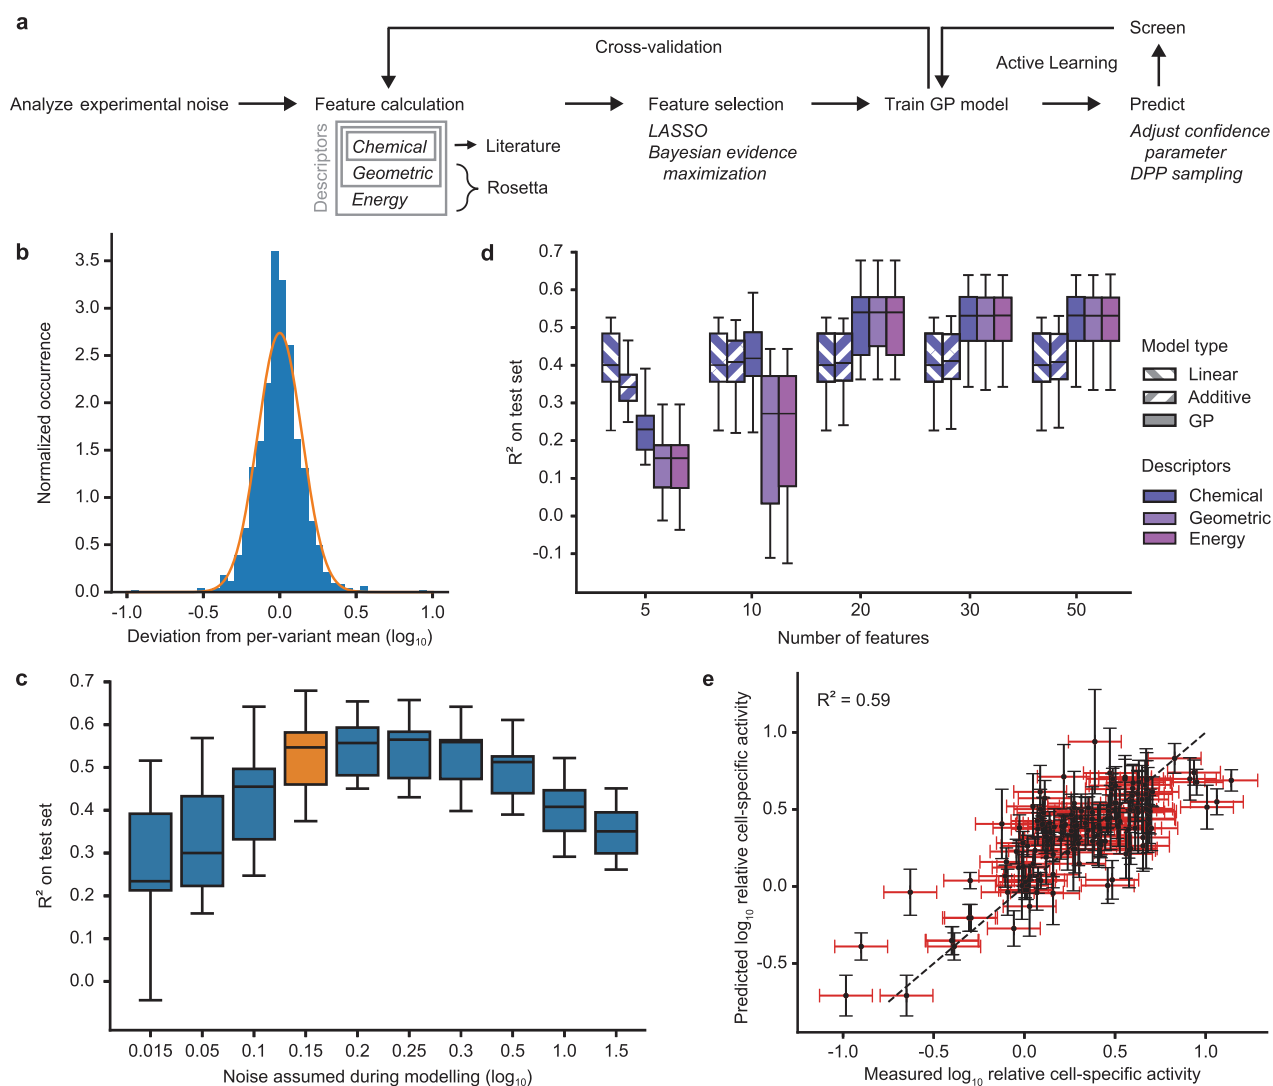 a
Screen
Cross-validation
Active Learning
Analyze experimental noise
Feature calculation
Feature selection
Train GP model
Predict
Descriptors
Chemical
Geometric
Energy
Literature
Rosetta
LASSO
Bayesian evidence
maximization
Adjust confidence
parameter
DPP sampling
b
Normalized occurrence
3.5
3.0
2.5
2.0
1.5
1.0
0.5
0.0
-1.0 -0.5 0.0 0.5 1.0
Deviation from per-variant mean (log₁₀)
d
R² on test set
0.7
0.6
0.5
0.4
0.3
0.2
0.1
0.0
-0.1
5 10 20 30 50
Number of features
Model type
Linear
Additive
GP
Descriptors
Chemical
Geometric
Energy
c
R² on test set
0.7
0.6
0.5
0.4
0.3
0.2
0.1
0.0
0.015 0.05 0.1 0.15 0.2 0.25 0.3 0.5 1.0 1.5
Noise assumed during modelling (log₁₀)
e
R² = 0.59
Predicted log₁₀ relative cell-specific activity
1.0
0.5
0.0
-0.5
-1.0 -0.5 0.0 0.5 1.0
Measured log₁₀ relative cell-specific activity